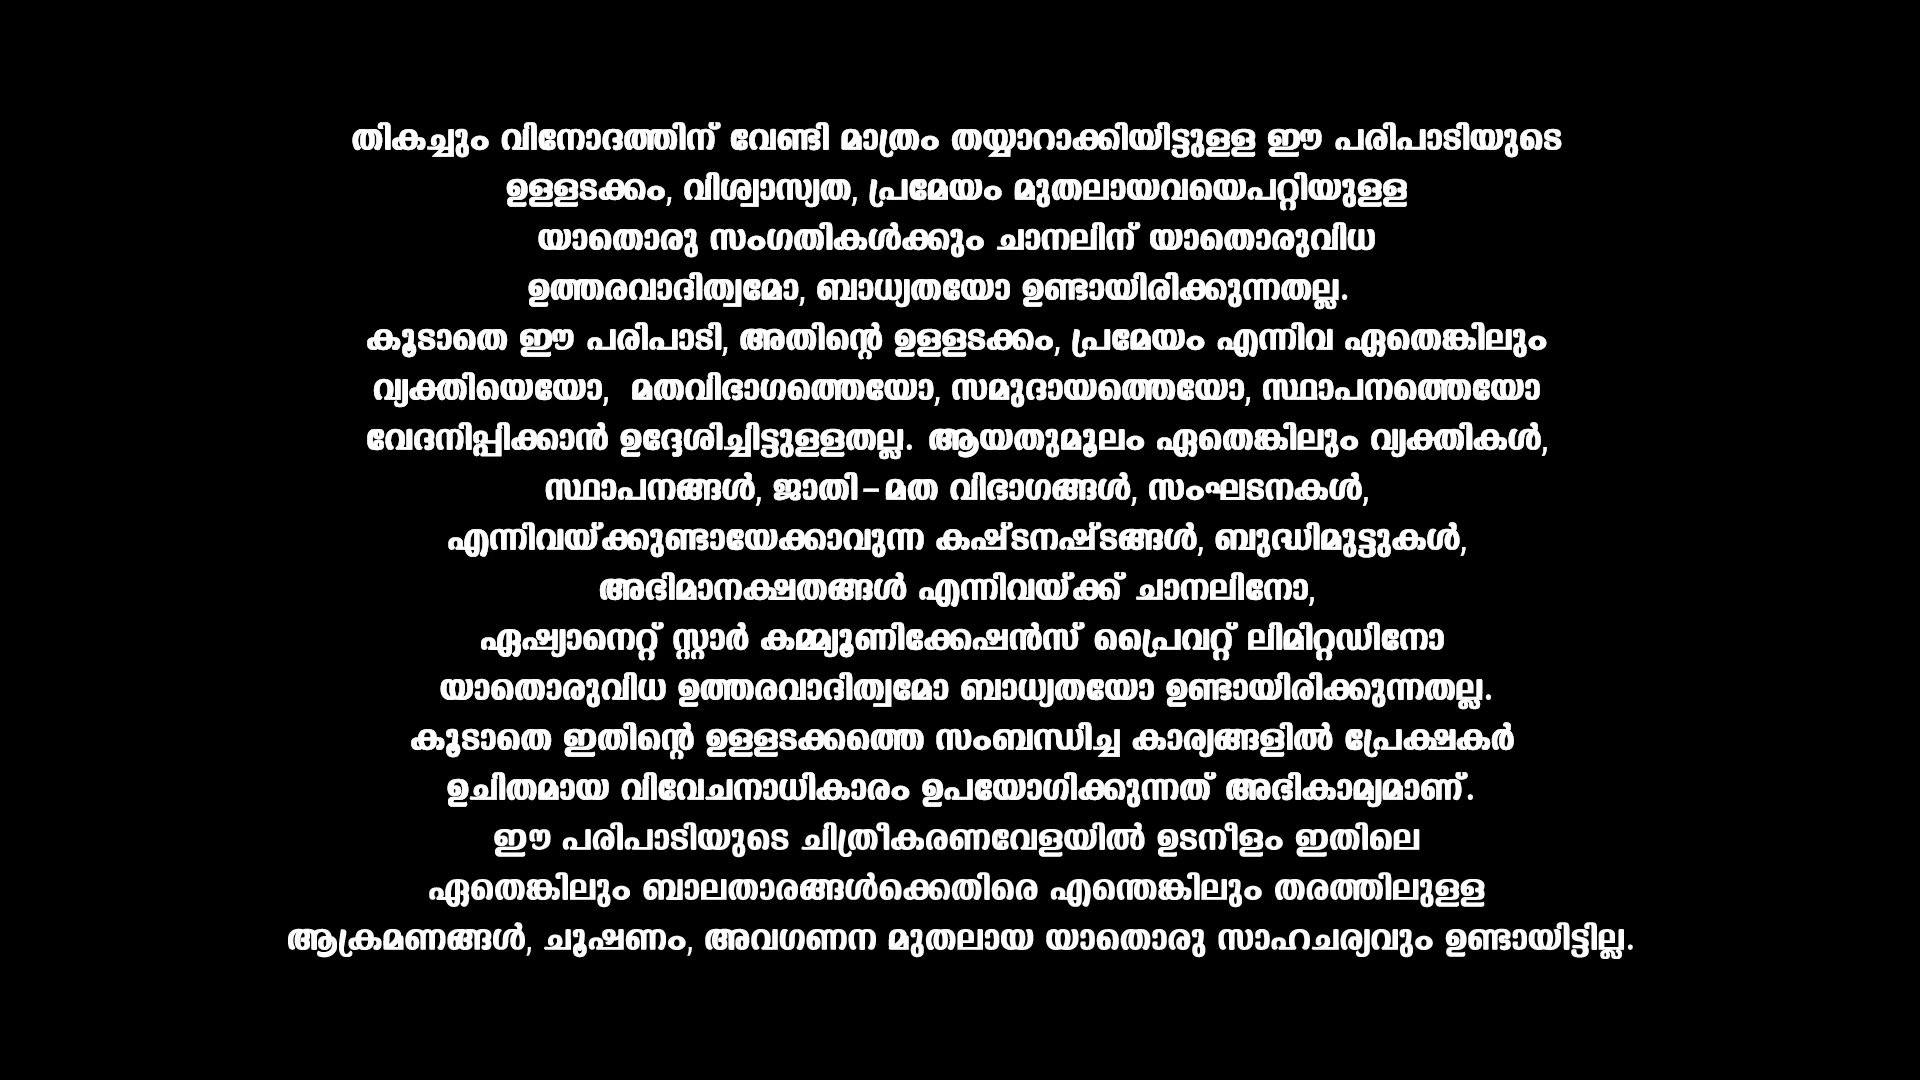 തികച്ചും വിനോദത്തിന് വേണ്ടി മാത്രം തയ്യാറാക്കിയിട്ടുള്ള ഈ പരിപാടിയുടെ
ഉള്ളടക്കം, വിശ്വാസ്യത, പ്രമേയം മുതലായവയെപറ്റിയുള്ള
യാതൊരു സംഗതികൾക്കും ചാനലിന് യാതൊരുവിധ
ഉത്തരവാദിത്വമോ, ബാധ്യതയോ ഉണ്ടായിരിക്കുന്നതല്ല.
കൂടാതെ ഈ പരിപാടി, അതിന്റെ ഉള്ളടക്കം, പ്രമേയം എന്നിവ ഏതെങ്കിലും
വ്യക്തിയെയോ, മതവിഭാഗത്തെയോ, സമുദായത്തെയോ, സ്ഥാപനത്തെയോ
വേദനിപ്പിക്കാൻ ഉദ്ദേശിച്ചിട്ടുള്ളതല്ല. ആയതുമൂലം ഏതെങ്കിലും വ്യക്തികൾ,
സ്ഥാപനങ്ങൾ, ജാതി-മത വിഭാഗങ്ങൾ, സംഘടനകൾ,
എന്നിവയ്ക്കുണ്ടായേക്കാവുന്ന കഷ്ടനഷ്ടങ്ങൾ, ബുദ്ധിമുട്ടുകൾ,
അഭിമാനക്ഷതങ്ങൾ എന്നിവയ്ക്ക് ചാനലിനോ,
ഏഷ്യാനെറ്റ് സ്റ്റാർ കമ്മ്യൂണിക്കേഷൻസ് പ്രൈവറ്റ് ലിമിറ്റഡിനോ
യാതൊരുവിധ ഉത്തരവാദിത്വമോ ബാധ്യതയോ ഉണ്ടായിരിക്കുന്നതല്ല.
കൂടാതെ ഇതിന്റെ ഉള്ളടക്കത്തെ സംബന്ധിച്ച കാര്യങ്ങളിൽ പ്രേക്ഷകർ
ഉചിതമായ വിവേചനാധികാരം ഉപയോഗിക്കുന്നത് അഭികാമ്യമാണ്.
ഈ പരിപാടിയുടെ ചിത്രീകരണവേളയിൽ ഉടനീളം ഇതിലെ
ഏതെങ്കിലും ബാലതാരങ്ങൾക്കെതിരെ എന്തെങ്കിലും തരത്തിലുള്ള
ആക്രമണങ്ങൾ, ചൂഷണം, അവഗണന മുതലായ യാതൊരു സാഹചര്യവും ഉണ്ടായിട്ടില്ല.